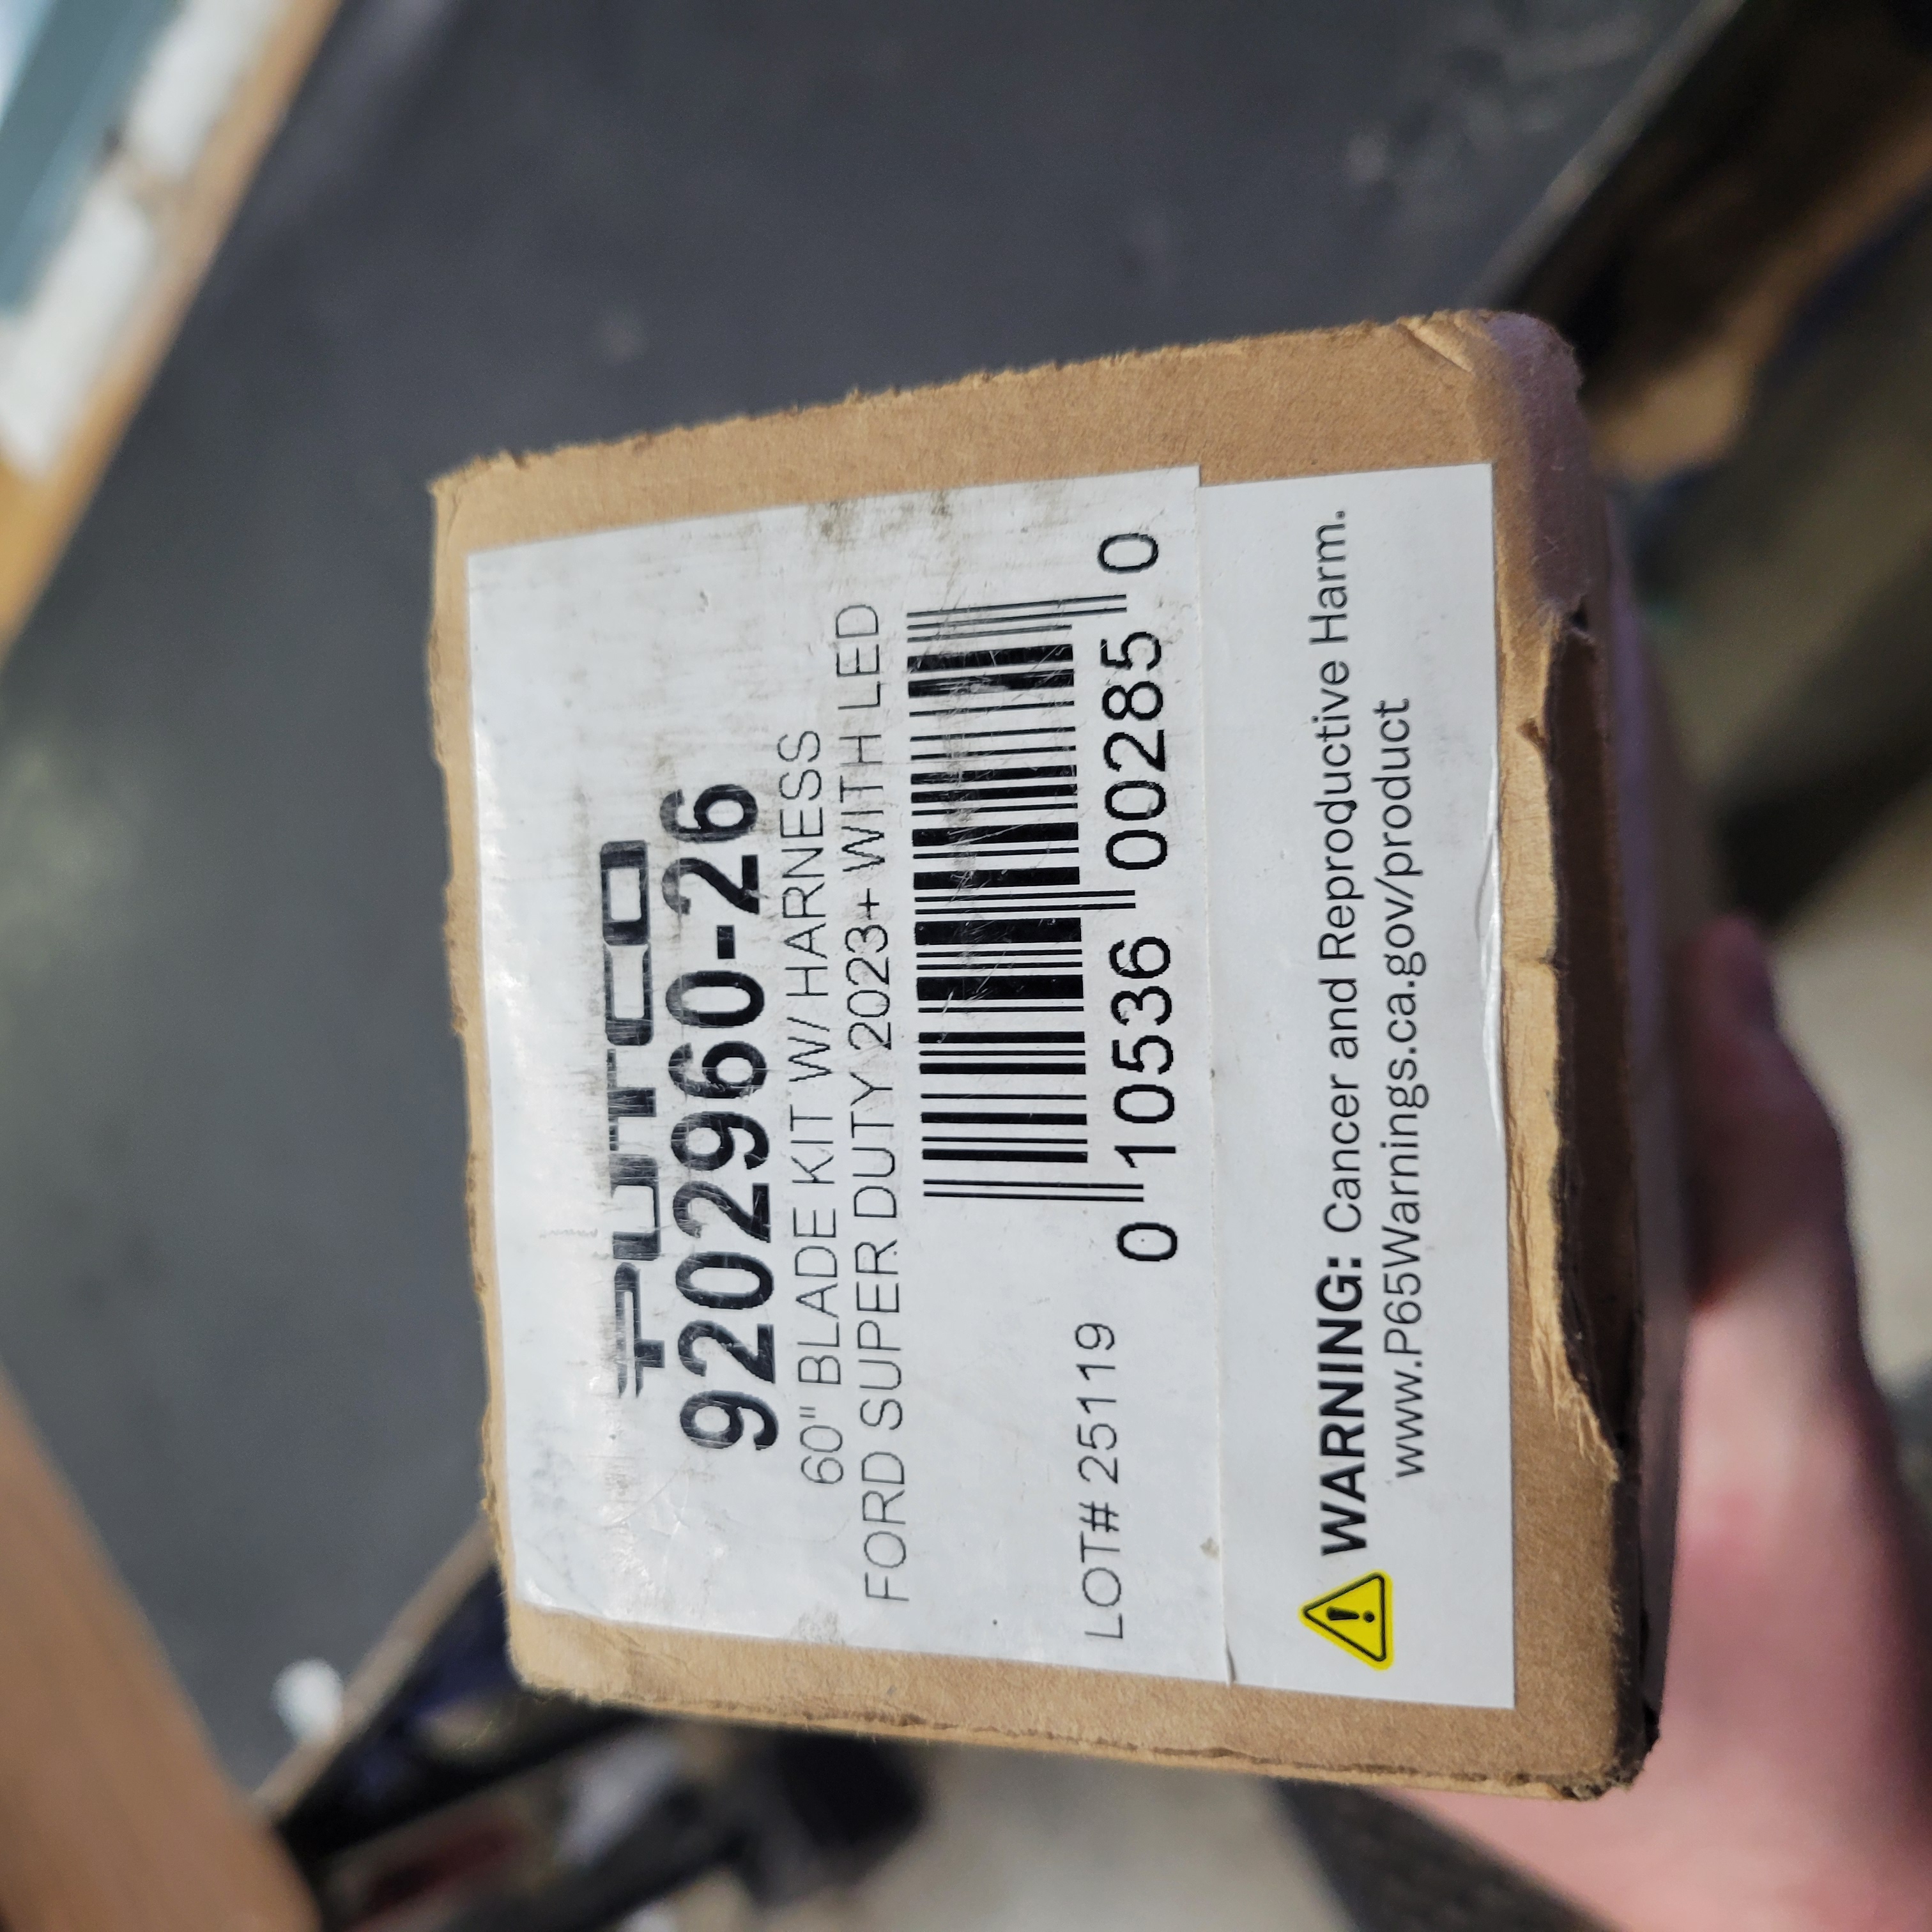 PUTCO
9202960-26
60" BLADE KIT W/ HARNESS
FORD SUPER DUTY 2023+ WITH LED
LOT# 25119
0 10536 00285 0
WARNING: Cancer and Reproductive Harm.
www.P65Warnings.ca.gov/product